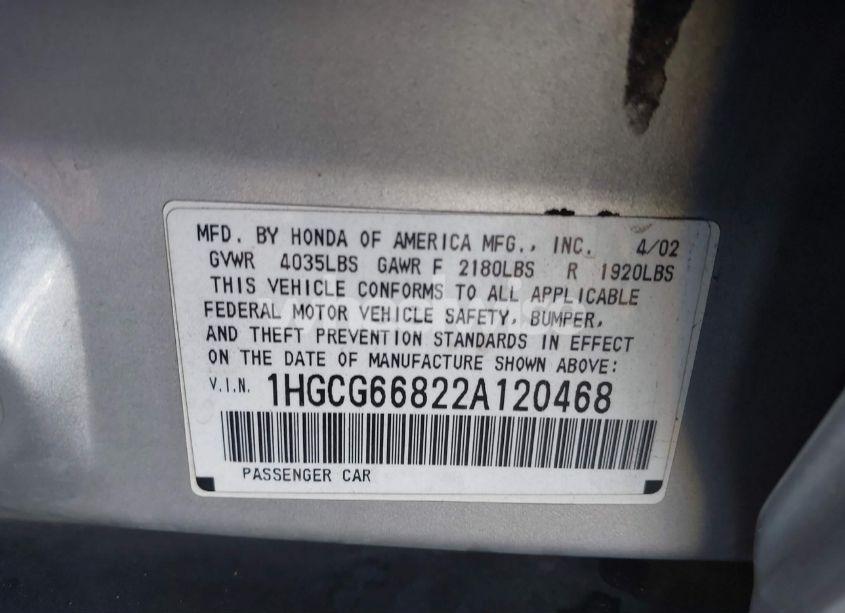 MFD. BY HONDA OF AMERICA MFG., INC. 4/02
GVWR 4035LBS GAWR F 2180LBS R 1920LBS
THIS VEHICLE CONFORMS TO ALL APPLICABLE
FEDERAL MOTOR VEHICLE SAFETY, BUMPER,
AND THEFT PREVENTION STANDARDS IN EFFECT
ON THE DATE OF MANUFACTURE SHOWN ABOVE:
V.I.N. 1HGCG66822A120468
PASSENGER CAR